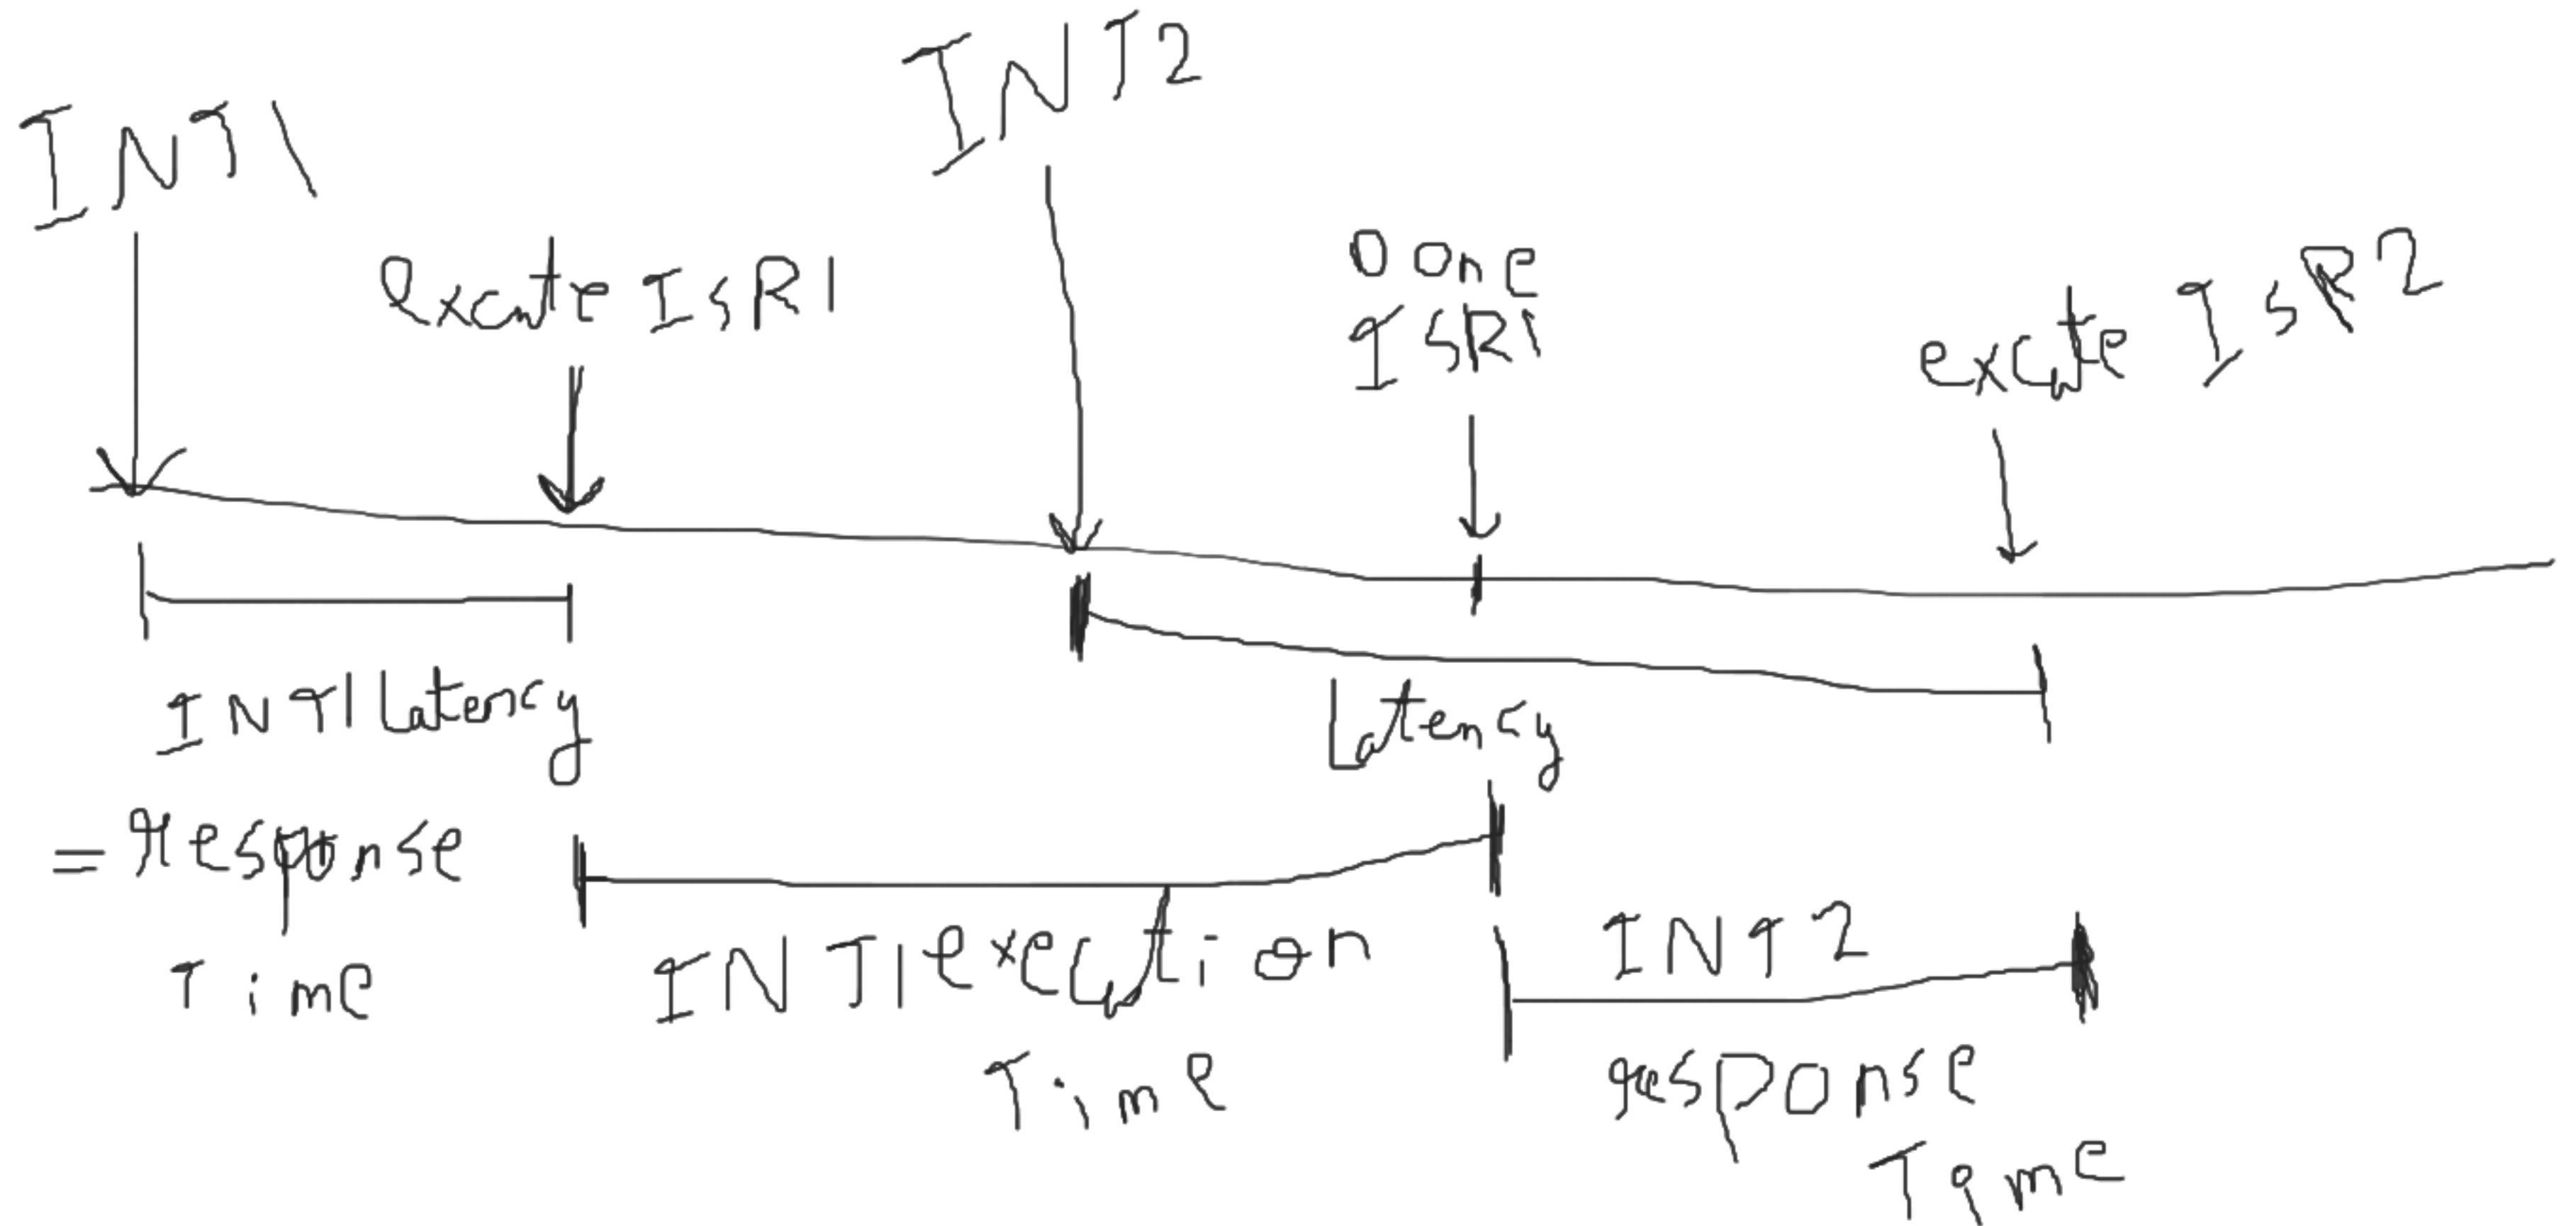 INT1
INT2
excute ISR1
Done
ISR1
excute ISR2
INT1 Latency
= response
Time
Latency
INT1 execution
Time
INT2
response
Time